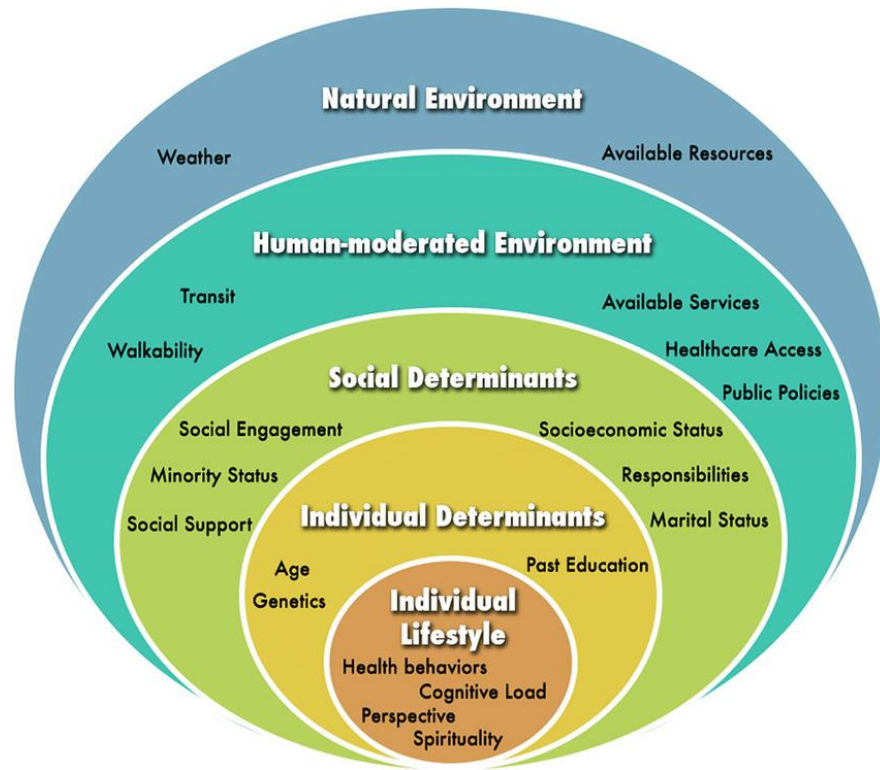 Natural Environment
Weather
Available Resources
Human-moderated Environment
Transit
Available Services
Walkability
Healthcare Access
Public Policies
Social Determinants
Social Engagement
Socioeconomic Status
Minority Status
Responsibilities
Social Support
Marital Status
Individual Determinants
Age
Past Education
Genetics
Individual
Lifestyle
Health behaviors
Cognitive Load
Perspective
Spirituality